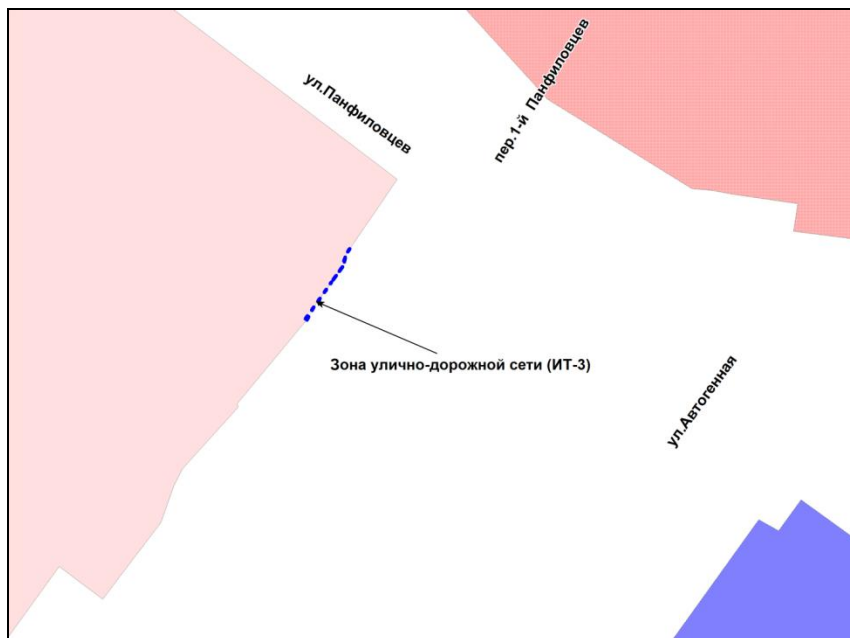 ул.Панфиловцев
пер.1-й Панфиловцев
Зона улично-дорожной сети (ИТ-3)
ул.Автогенная